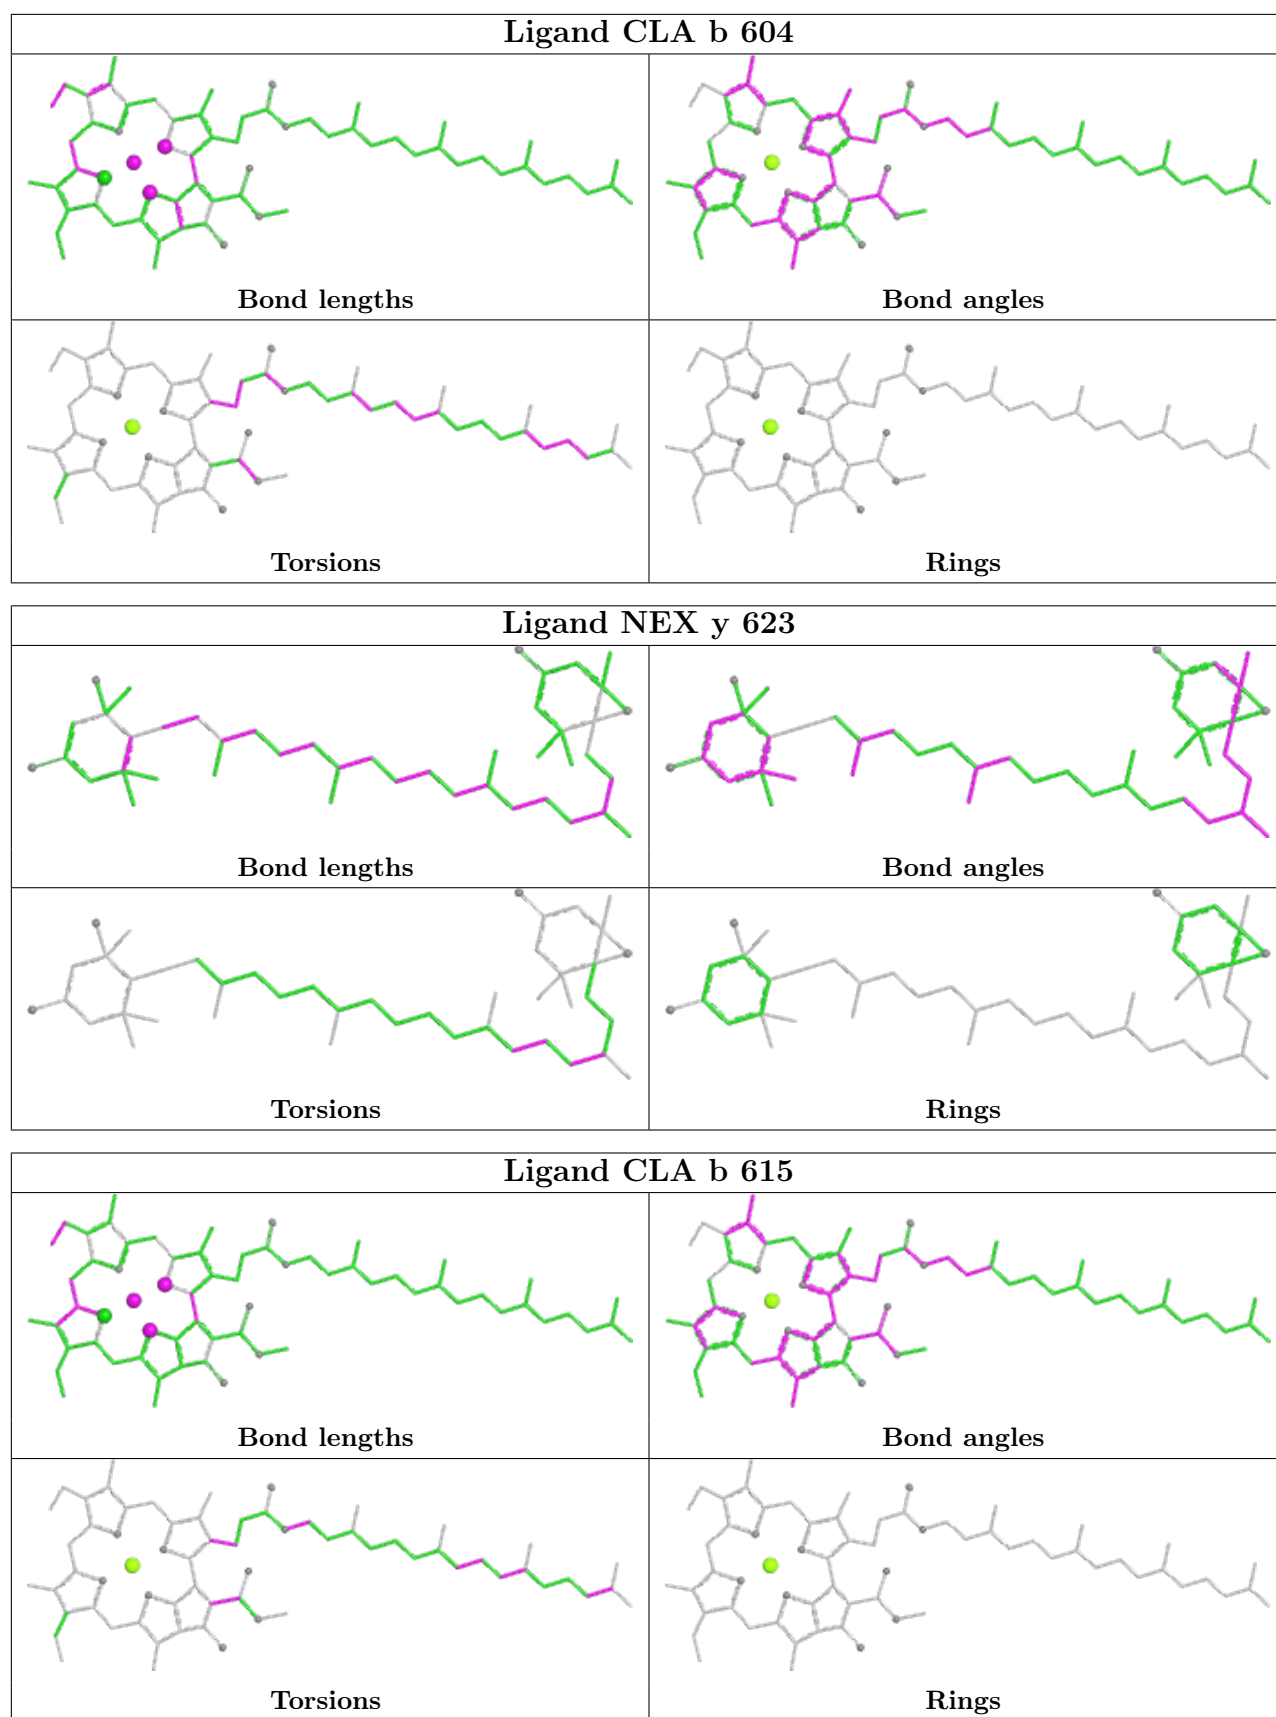 Ligand CLA b 604
Bond lengths
Bond angles
Torsions
Rings
Ligand NEX y 623
Bond lengths
Bond angles
Torsions
Rings
Ligand CLA b 615
Bond lengths
Bond angles
Torsions
Rings